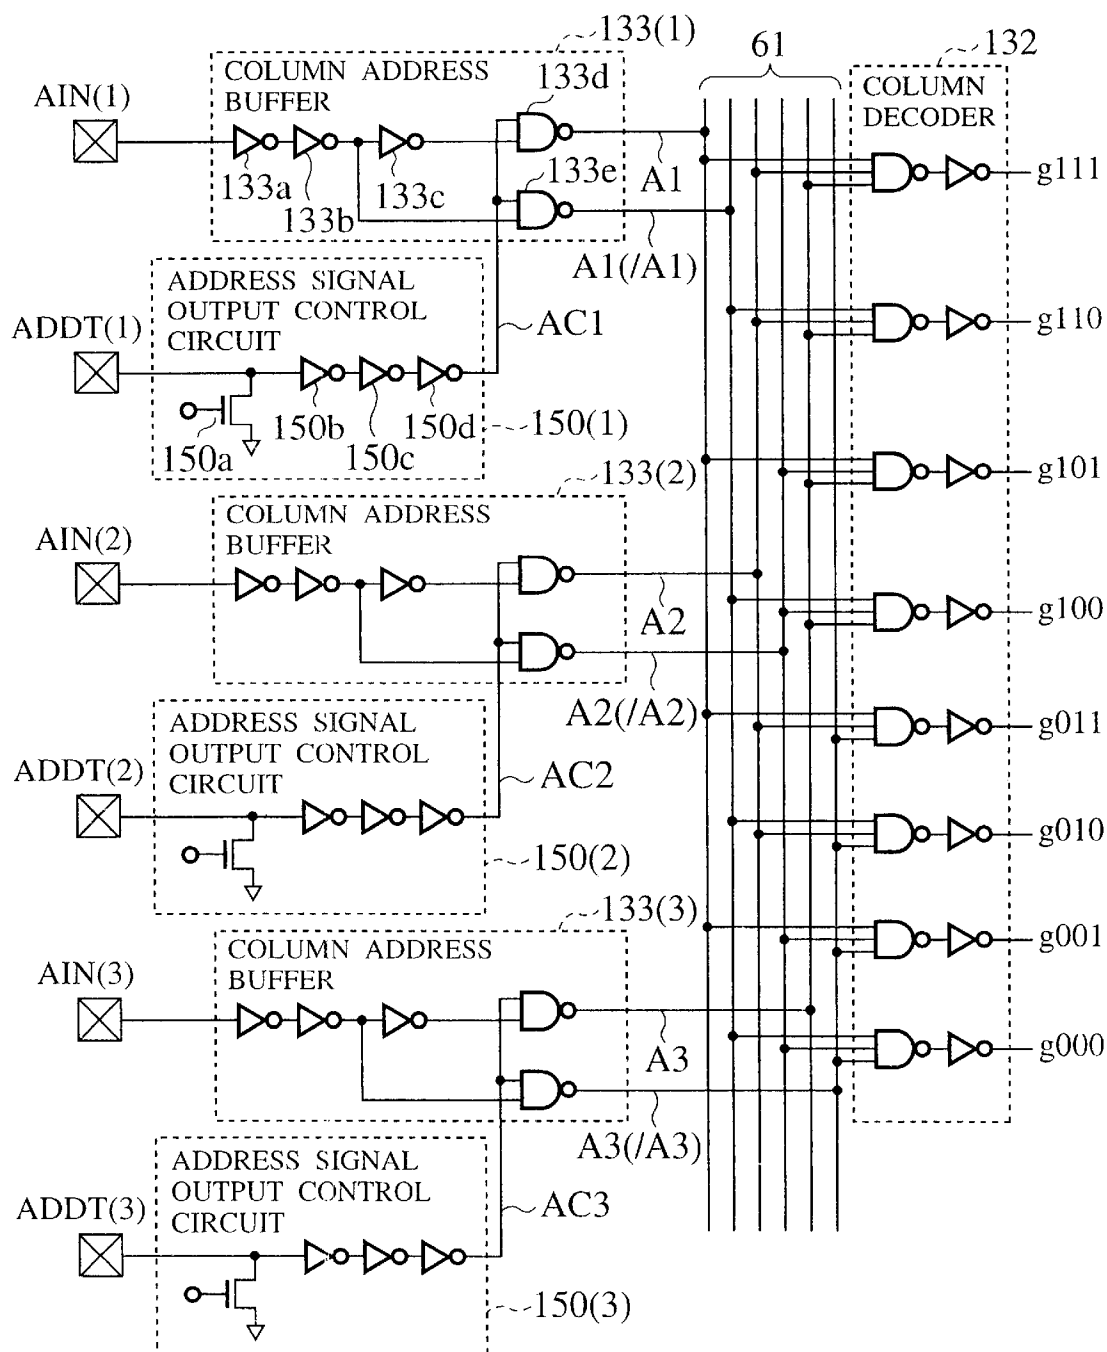 133(1)
61
132
COLUMN ADDRESS
BUFFER
133d
COLUMN
DECODER
AIN(1)
133a
133b
133c
133e
A1
g111
A1(/A1)
ADDRESS SIGNAL
OUTPUT CONTROL
CIRCUIT
ADDT(1)
AC1
g110
150a
150b
150c
150d
150(1)
133(2)
g101
COLUMN ADDRESS
BUFFER
AIN(2)
A2
g100
A2(/A2)
ADDRESS SIGNAL
OUTPUT CONTROL
CIRCUIT
ADDT(2)
AC2
g011
150(2)
g010
133(3)
COLUMN ADDRESS
BUFFER
AIN(3)
g001
A3
g000
A3(/A3)
ADDRESS SIGNAL
OUTPUT CONTROL
CIRCUIT
ADDT(3)
AC3
150(3)